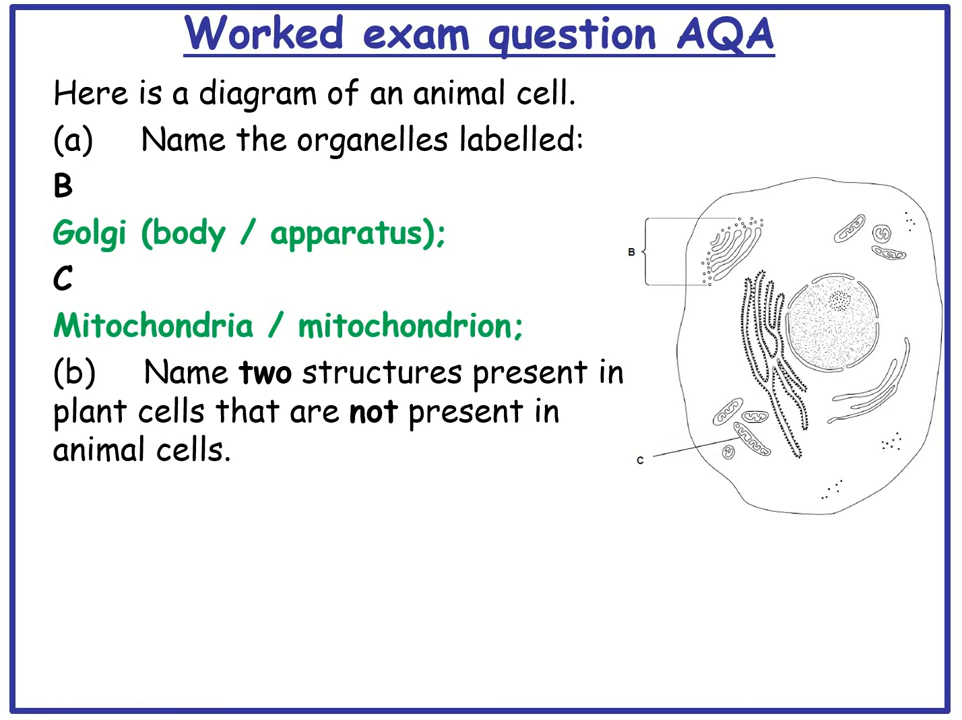 Worked exam question AQA
Here is a diagram of an animal cell.
(a) Name the organelles labelled:
B
Golgi (body / apparatus);
C
Mitochondria / mitochondrion;
(b) Name two structures present in
plant cells that are not present in
animal cells.
B
C